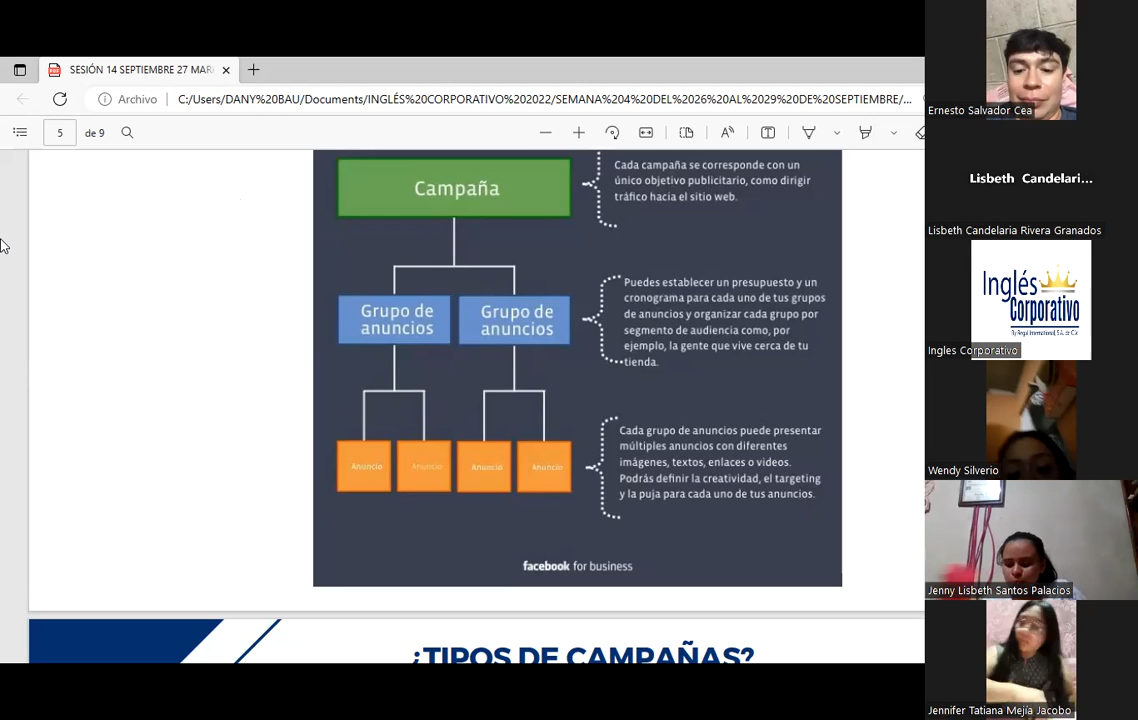 SESIÓN 14 SEPTIEMBRE 27 MAR
Archivo
C:/Users/DANY%20BAU/Documents/INGLÉS%20CORPORATIVO%202022/SEMANA%204%20DEL%2026%20AL%2029%20DE%20SEPTIEMBRE/...
5
de 9
Campaña
Cada campaña se corresponde con un
único objetivo publicitario, como dirigir
tráfico hacia el sitio web.
Grupo de
anuncios
Grupo de
anuncios
Puedes establecer un presupuesto y un
cronograma para cada uno de tus grupos
de anuncios y organizar cada grupo por
segmento de audiencia como, por
ejemplo, la gente que vive cerca de tu
tienda.
Anuncio
Anuncio
Anuncio
Anuncio
Cada grupo de anuncios puede presentar
múltiples anuncios con diferentes
imágenes, textos, enlaces o videos.
Podrás definir la creatividad, el targeting
y la puja para cada uno de tus anuncios.
facebook for business
¿TIPOS DE CAMPAÑAS?
Ernesto Salvador Cea
Lisbeth Candelari...
Lisbeth Candelaria Rivera Granados
Inglés
Corporativo
Ingles Corporativo
Wendy Silverio
Jenny Lisbeth Santos Palacios
Jennifer Tatiana Mejía Jacobo